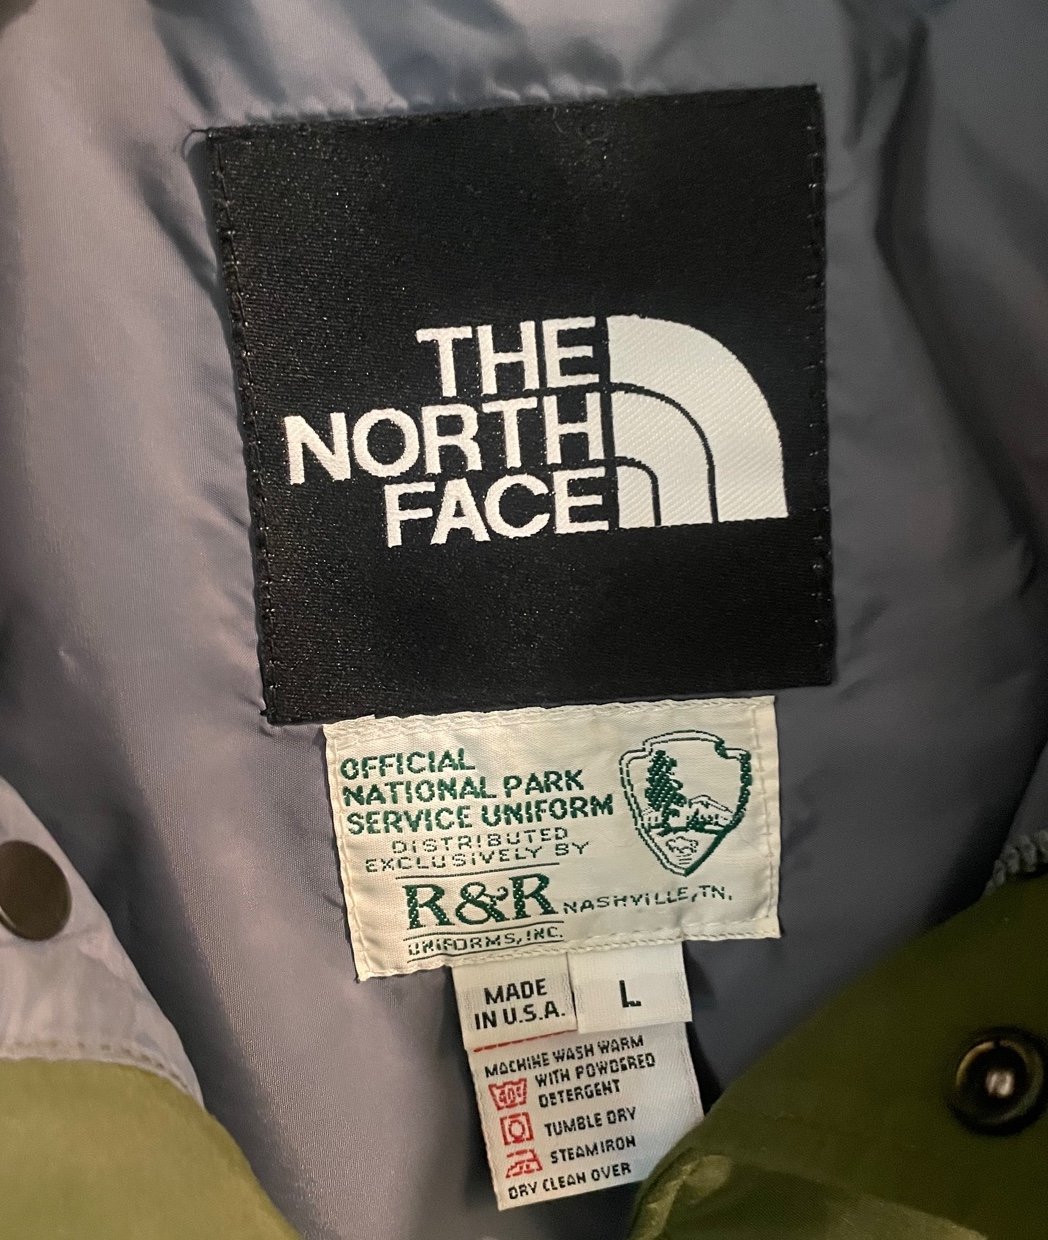 THE
NORTH
FACE
OFFICIAL
NATIONAL PARK
SERVICE UNIFORM
DISTRIBUTED
EXCLUSIVELY BY
R&R NASHVILLE, TN.
UNIFORMS, INC.
MADE
IN U.S.A.
L
MACHINE WASH WARM
WITH POWDERED
DETERGENT
40°
TUMBLE DRY
STEAM IRON
DRY CLEAN OVER